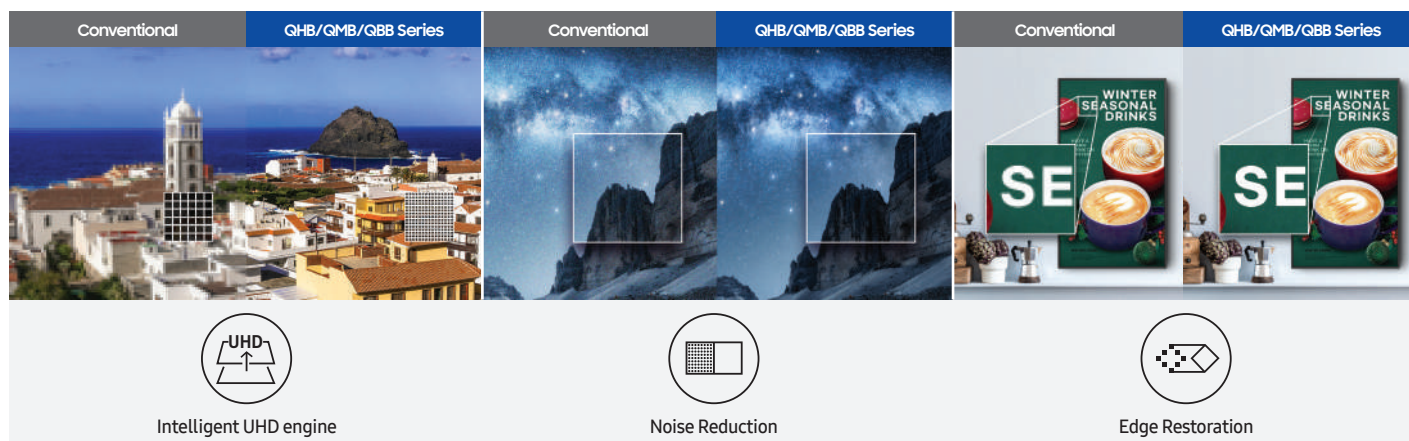 Conventional
QHB/QMB/QBB Series
Conventional
QHB/QMB/QBB Series
Conventional
QHB/QMB/QBB Series
WINTER
SEASONAL
DRINKS
SE
WINTER
SEASONAL
DRINKS
SE
UHD
Intelligent UHD engine
Noise Reduction
Edge Restoration